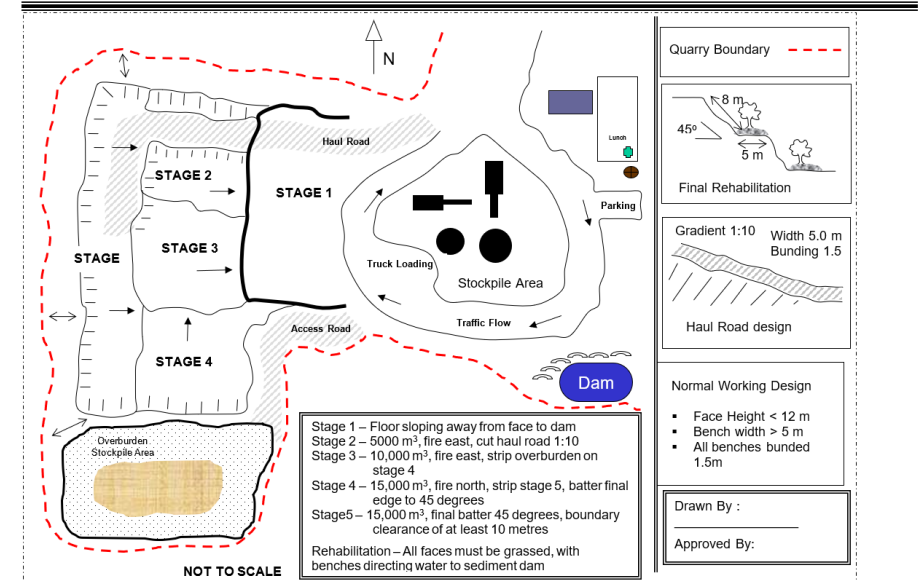 N
Haul Road
STAGE 2
STAGE 1
STAGE 3
STAGE
STAGE 4
Access Road
Truck Loading
Stockpile Area
Traffic Flow
Lunch
Parking
Dam
Overburden
Stockpile Area
NOT TO SCALE
Stage 1 – Floor sloping away from face to dam
Stage 2 – 5000 m³, fire east, cut haul road 1:10
Stage 3 – 10,000 m³, fire east, strip overburden on
stage 4
Stage 4 – 15,000 m³, fire north, strip stage 5, batter final
edge to 45 degrees
Stage5 – 15,000 m³, final batter 45 degrees, boundary
clearance of at least 10 metres
Rehabilitation – All faces must be grassed, with
benches directing water to sediment dam
Quarry Boundary
8 m
45º
5 m
Final Rehabilitation
Gradient 1:10
Width 5.0 m
Bunding 1.5
Haul Road design
Normal Working Design
▪ Face Height < 12 m
▪ Bench width > 5 m
▪ All benches bunded
1.5m
Drawn By :
Approved By: